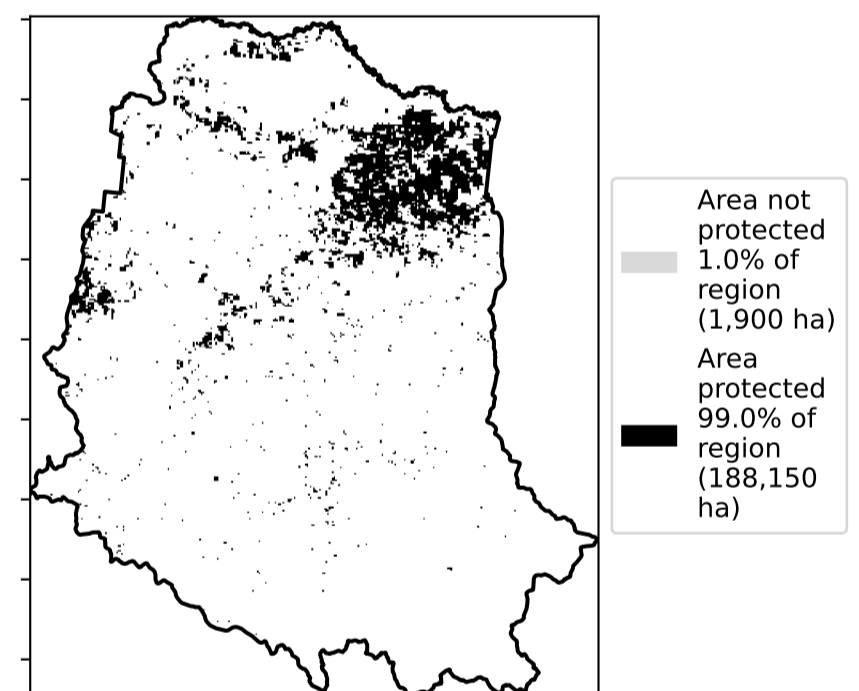 Area not
protected
1.0% of
region
(1,900 ha)
Area
protected
99.0% of
region
(188,150
ha)